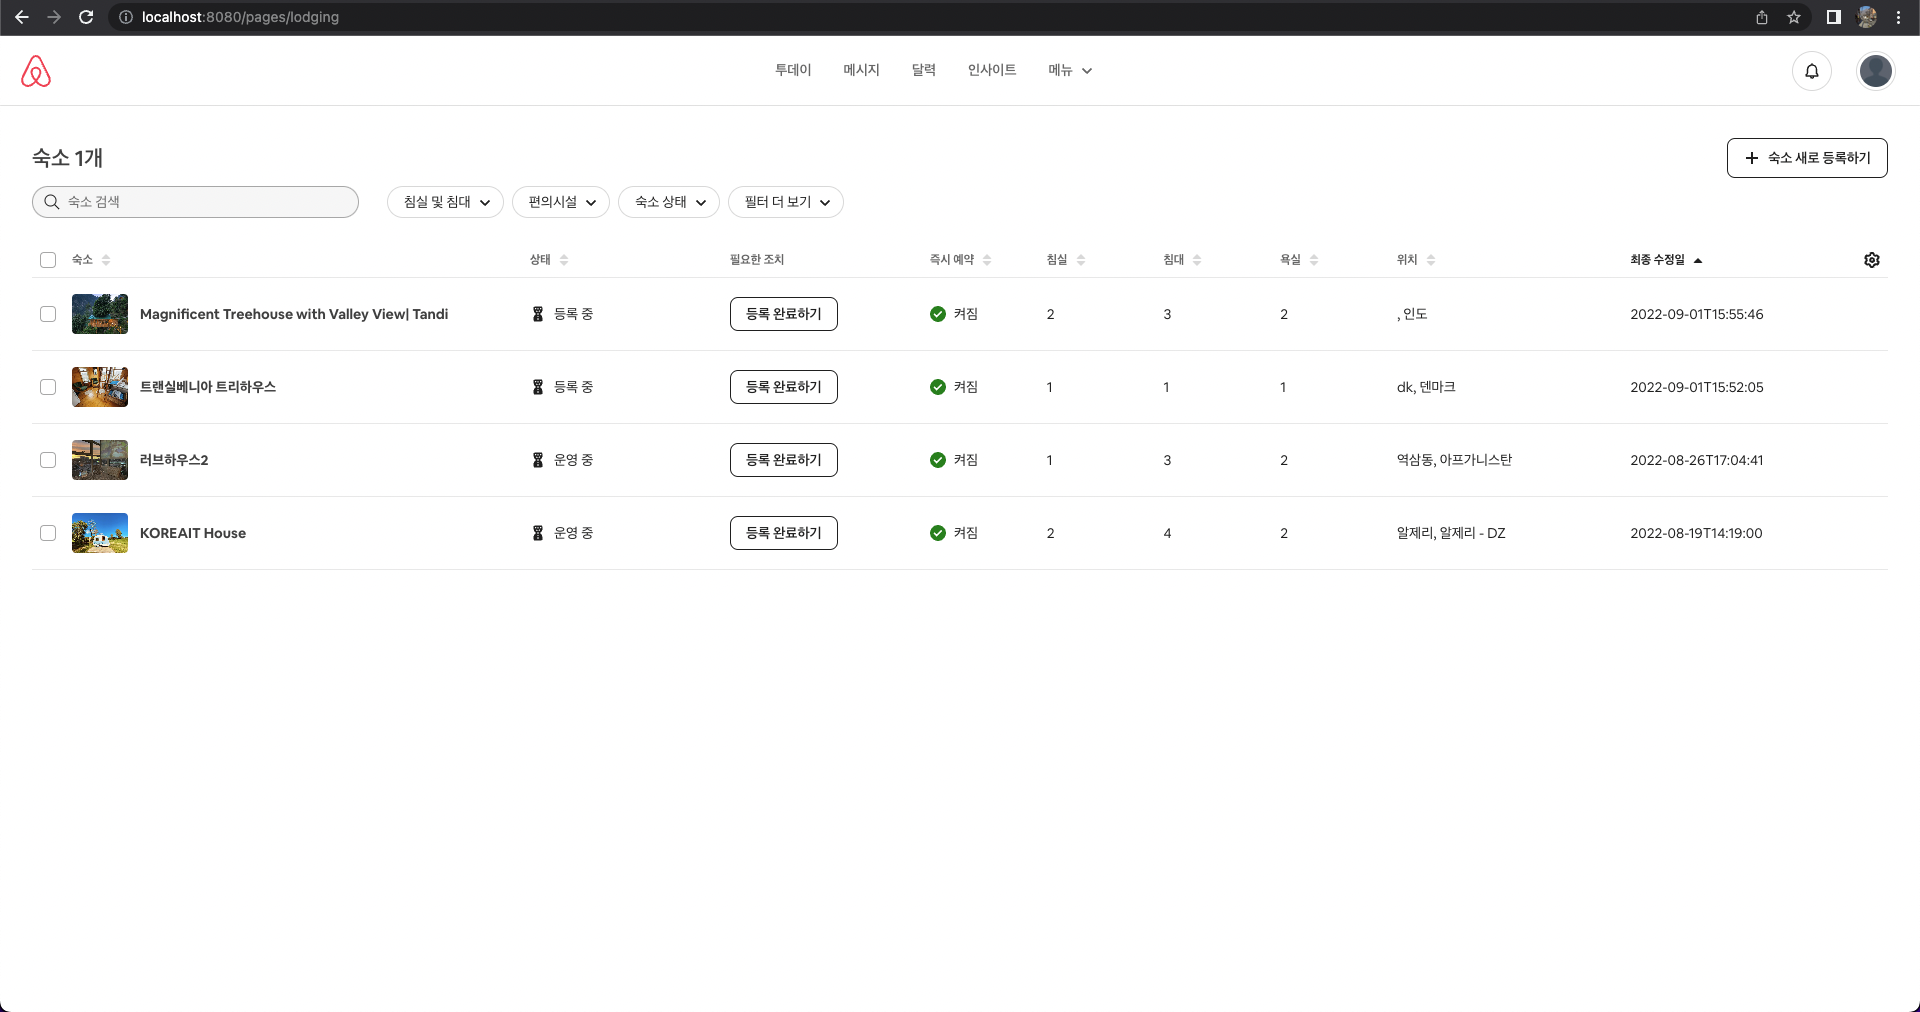 localhost:8080/pages/lodging
투데이 메시지 달력 인사이트 메뉴
숙소 1개
숙소 새로 등록하기
숙소 검색 침실 및 침대 편의시설 숙소 상태 필터 더 보기
숙소 상태 필요한 조치 즉시 예약 침실 침대 욕실 위치 최종 수정일
Magnificent Treehouse with Valley View| Tandi 등록 중 등록 완료하기 켜짐 2 3 2 , 인도 2022-09-01T15:55:46
트랜실베니아 트리하우스 등록 중 등록 완료하기 켜짐 1 1 1 dk, 덴마크 2022-09-01T15:52:05
러브하우스2 운영 중 등록 완료하기 켜짐 1 3 2 역삼동, 아프가니스탄 2022-08-26T17:04:41
KOREAIT House 운영 중 등록 완료하기 켜짐 2 4 2 알제리, 알제리 - DZ 2022-08-19T14:19:00